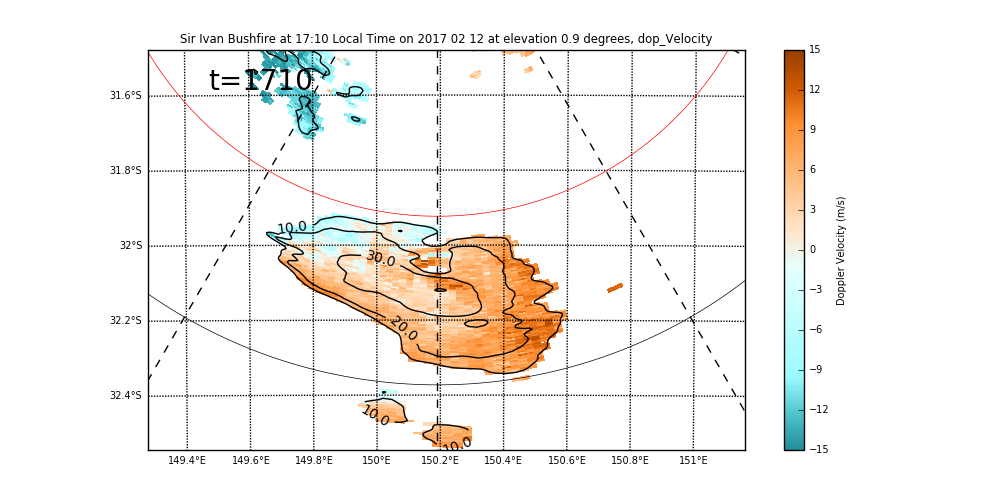 Sir Ivan Bushfire at 17:10 Local Time on 2017 02 12 at elevation 0.9 degrees, dop_Velocity
t=1710
31.6°S
31.8°S
32°S
32.2°S
32.4°S
10.0
30.0
20.0
10.0
10.0
149.4°E 149.6°E 149.8°E 150°E 150.2°E 150.4°E 150.6°E 150.8°E 151°E
15
12
9
6
3
0
−3
−6
−9
−12
−15
Doppler Velocity (m/s)